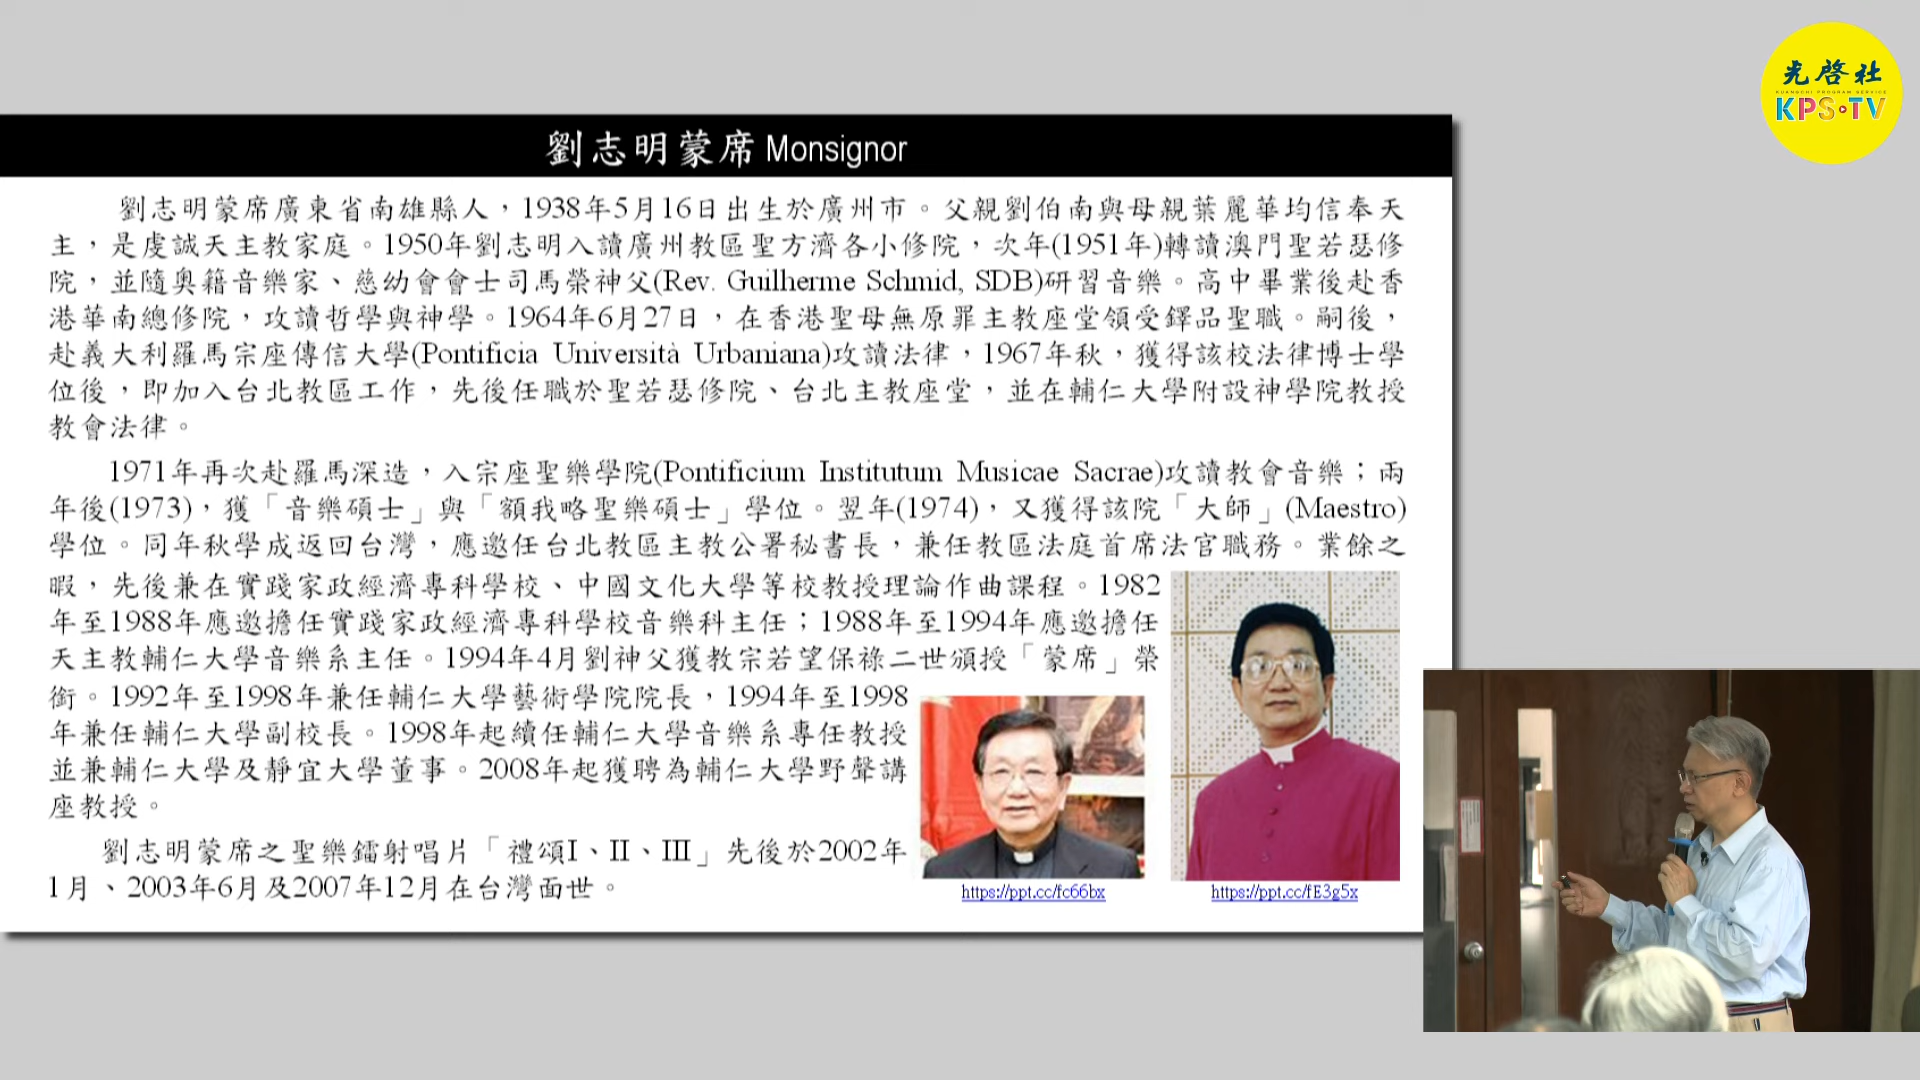 光啓社
KUANGCHI PROGRAM SERVICE
KPS TV
劉志明蒙席 Monsignor
劉志明蒙席廣東省南雄縣人，1938年5月16日出生於廣州市。父親劉伯南與母親葉麗華均信奉天
主，是虔誠天主教家庭。1950年劉志明入讀廣州教區聖方濟各小修院，次年(1951年)轉讀澳門聖若瑟修
院，並隨奧籍音樂家、慈幼會會士司馬榮神父(Rev. Guilherme Schmid, SDB)研習音樂。高中畢業後赴香
港華南總修院，攻讀哲學與神學。1964年6月27日，在香港聖母無原罪主教座堂領受鐸品聖職。嗣後，
赴義大利羅馬宗座傳信大學(Pontificia Università Urbaniana)攻讀法律，1967年秋，獲得該校法律博士學
位後，即加入台北教區工作，先後任職於聖若瑟修院、台北主教座堂，並在輔仁大學附設神學院教授
教會法律。
1971年再次赴羅馬深造，入宗座聖樂學院(Pontificium Institutum Musicae Sacrae)攻讀教會音樂；兩
年後(1973)，獲「音樂碩士」與「額我略聖樂碩士」學位。翌年(1974)，又獲得該院「大師」(Maestro)
學位。同年秋學成返回台灣，應邀任台北教區主教公署秘書長，兼任教區法庭首席法官職務。業餘之
暇，先後兼在實踐家政經濟專科學校、中國文化大學等校教授理論作曲課程。1982
年至1988年應邀擔任實踐家政經濟專科學校音樂科主任；1988年至1994年應邀擔任
天主教輔仁大學音樂系主任。1994年4月劉神父獲教宗若望保祿二世頒授「蒙席」榮
銜。1992年至1998年兼任輔仁大學藝術學院院長，1994年至1998
年兼任輔仁大學副校長。1998年起續任輔仁大學音樂系專任教授
並兼輔仁大學及靜宜大學董事。2008年起獲聘為輔仁大學野聲講
座教授。
劉志明蒙席之聖樂鐳射唱片「禮頌I、II、III」先後於2002年
1月、2003年6月及2007年12月在台灣面世。
https://ppt.cc/fc66bx
https://ppt.cc/fE3g5x